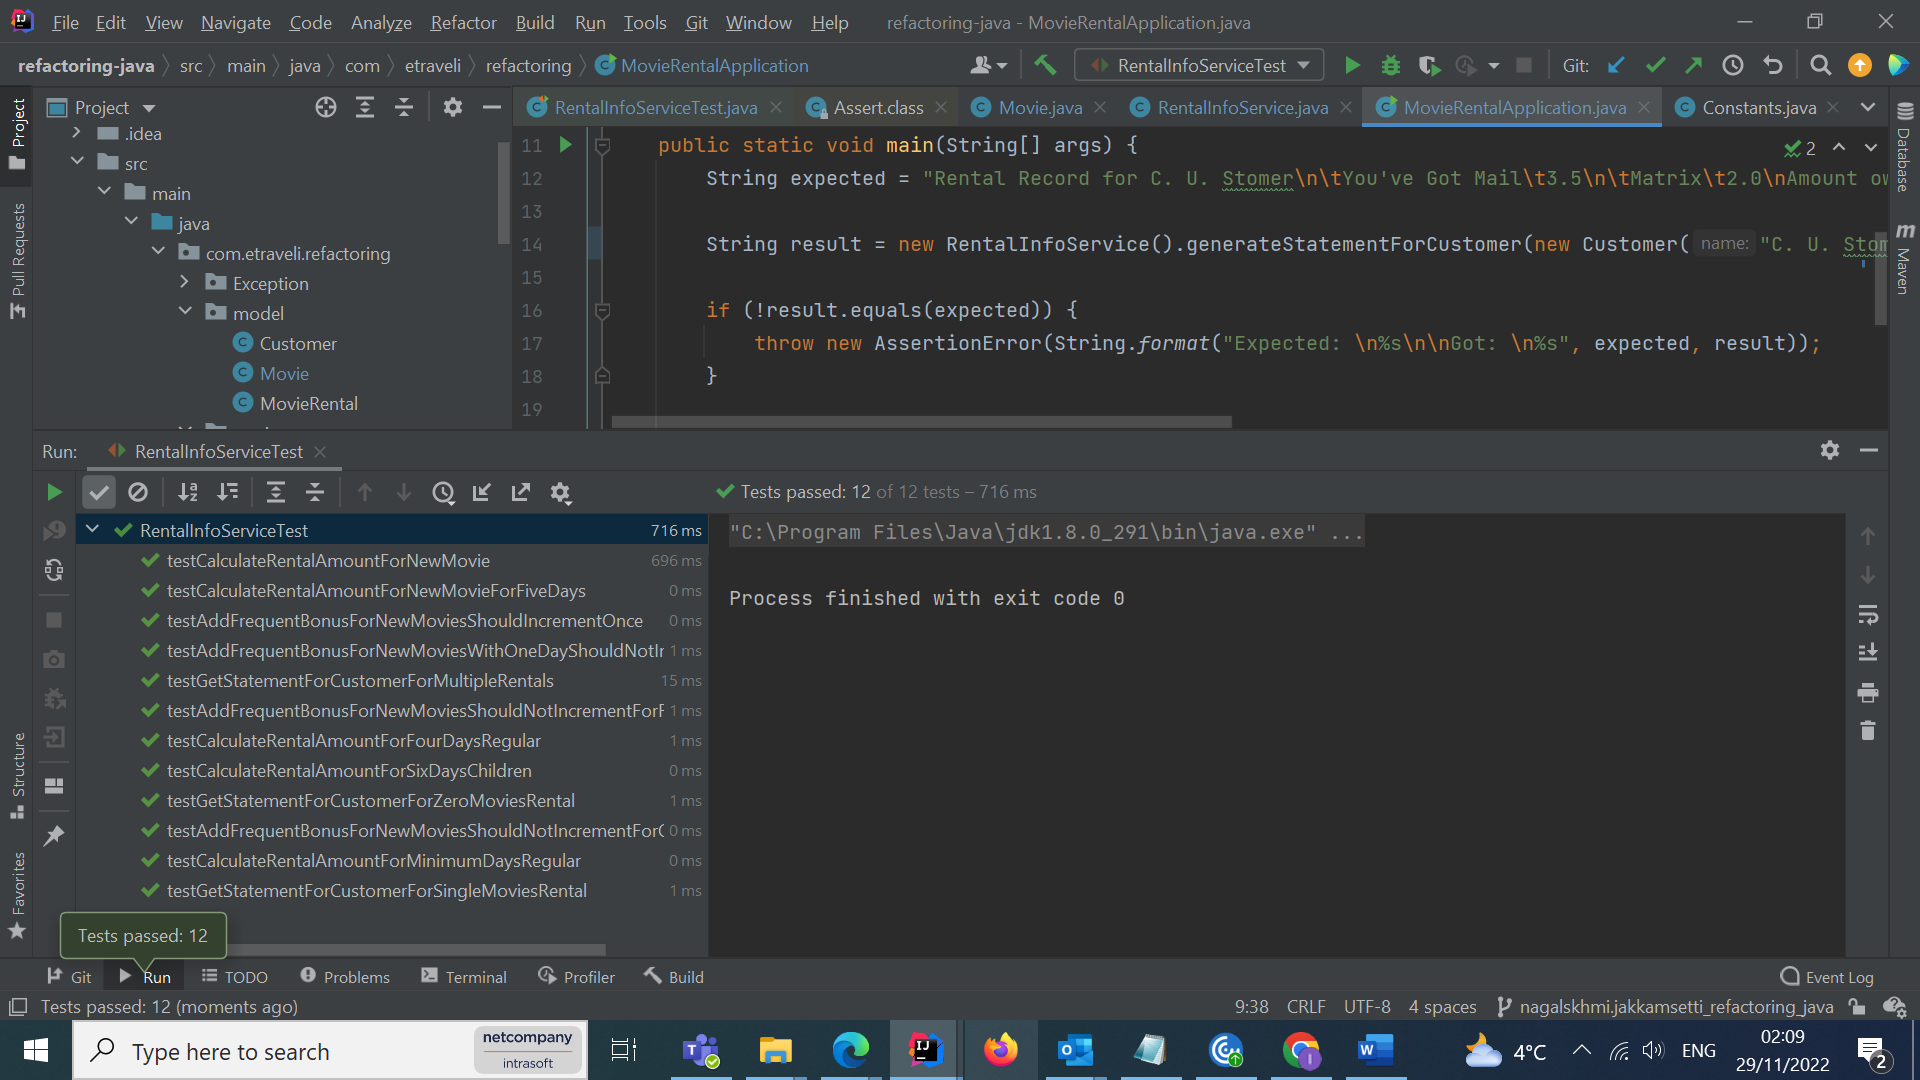 File Edit View Navigate Code Analyze Refactor Build Run Tools Git Window Help refactoring-java - MovieRentalApplication.java
refactoring-java src main java com etraveli refactoring MovieRentalApplication RentalInfoServiceTest Git:
Project RentalInfoServiceTest.java Assert.class Movie.java RentalInfoService.java MovieRentalApplication.java Constants.java
Project
Pull Requests
Structure
Favorites
Database
Maven
.idea
src
main
java
com.etraveli.refactoring
Exception
model
Customer
Movie
MovieRental
2
11 public static void main(String[] args) {
12 String expected = "Rental Record for C. U. Stomer\n\tYou've Got Mail\t3.5\n\tMatrix\t2.0\nAmount ow
13
14 String result = new RentalInfoService().generateStatementForCustomer(new Customer( name: "C. U. Stom
15
16 if (!result.equals(expected)) {
17 throw new AssertionError(String.format("Expected: \n%s\n\nGot: \n%s", expected, result));
18 }
19
Run: RentalInfoServiceTest
Tests passed: 12 of 12 tests – 716 ms
RentalInfoServiceTest 716 ms
testCalculateRentalAmountForNewMovie 696 ms
testCalculateRentalAmountForNewMovieForFiveDays 0 ms
testAddFrequentBonusForNewMoviesShouldIncrementOnce 0 ms
testAddFrequentBonusForNewMoviesWithOneDayShouldNotIr 1 ms
testGetStatementForCustomerForMultipleRentals 15 ms
testAddFrequentBonusForNewMoviesShouldNotIncrementForF 1 ms
testCalculateRentalAmountForFourDaysRegular 1 ms
testCalculateRentalAmountForSixDaysChildren 0 ms
testGetStatementForCustomerForZeroMoviesRental 1 ms
testAddFrequentBonusForNewMoviesShouldNotIncrementForC 0 ms
testCalculateRentalAmountForMinimumDaysRegular 0 ms
testGetStatementForCustomerForSingleMoviesRental 1 ms
"C:\Program Files\Java\jdk1.8.0_291\bin\java.exe" ...
Process finished with exit code 0
Tests passed: 12
Git Run TODO Problems Terminal Profiler Build Event Log
Tests passed: 12 (moments ago) 9:38 CRLF UTF-8 4 spaces nagalskhmi.jakkamsetti_refactoring_java
Type here to search
netcompany
intrasoft
4°C ENG
02:09
29/11/2022
2